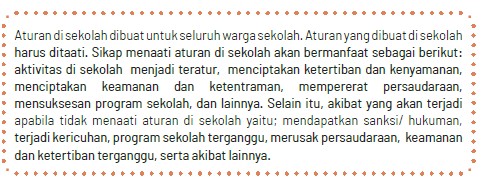 Aturan di sekolah dibuat untuk seluruh warga sekolah. Aturan yang dibuat di sekolah
harus ditaati. Sikap menaati aturan di sekolah akan bermanfaat sebagai berikut:
aktivitas di sekolah menjadi teratur, menciptakan ketertiban dan kenyamanan,
menciptakan keamanan dan ketentraman, mempererat persaudaraan,
mensuksesan program sekolah, dan lainnya. Selain itu, akibat yang akan terjadi
apabila tidak menaati aturan di sekolah yaitu; mendapatkan sanksi/ hukuman,
terjadi kericuhan, program sekolah terganggu, merusak persaudaraan, keamanan
dan ketertiban terganggu, serta akibat lainnya.